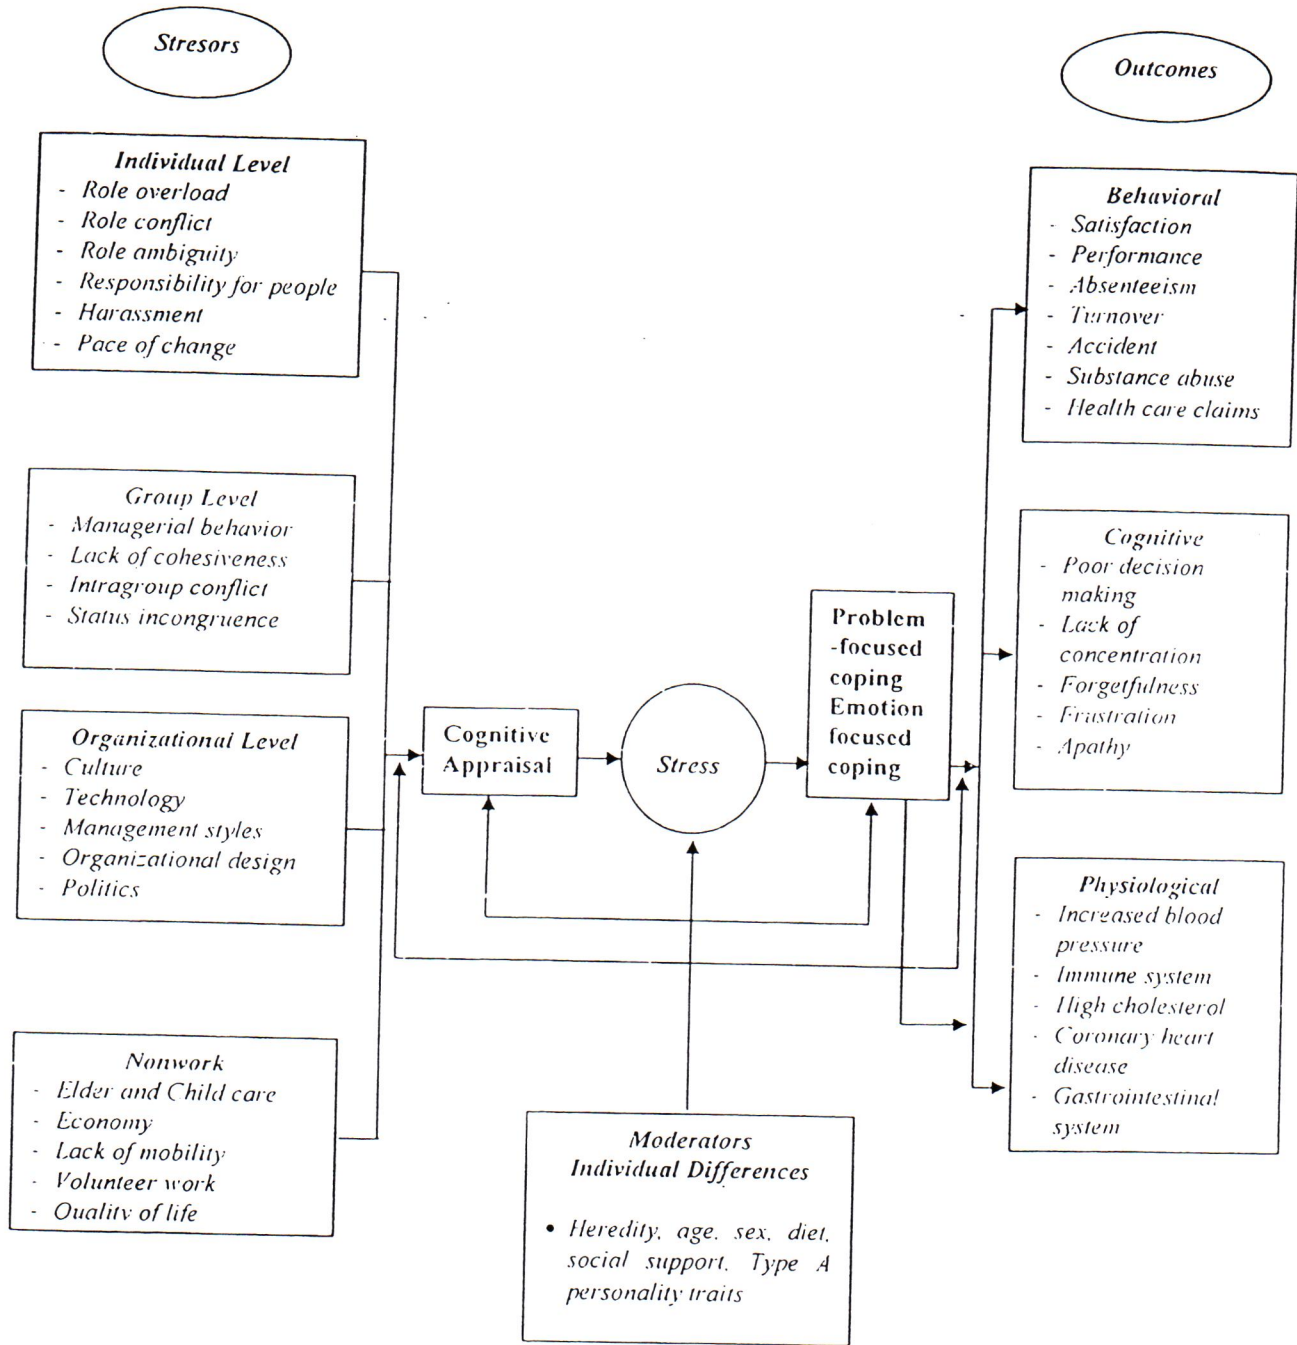 Stresors
Outcomes
Individual Level
- Role overload
- Role conflict
- Role ambiguity
- Responsibility for people
- Harassment
- Pace of change
Group Level
- Managerial behavior
- Lack of cohesiveness
- Intragroup conflict
- Status incongruence
Organizational Level
- Culture
- Technology
- Management styles
- Organizational design
- Politics
Nonwork
- Elder and Child care
- Economy
- Lack of mobility
- Volunteer work
- Quality of life
Cognitive
Appraisal
Stress
Problem
-focused
coping
Emotion
focused
coping
Moderators
Individual Differences
• Heredity, age. sex, diet,
social support, Type A
personality traits
Behavioral
- Satisfaction
- Performance
- Absenteeism
- Turnover
- Accident
- Substance abuse
- Health care claims
Cognitive
- Poor decision
making
- Lack of
concentration
- Forgetfulness
- Frustration
- Apathy
Physiological
- Increased blood
pressure
- Immune system
- High cholesterol
- Coronary heart
disease
- Gastrointestinal
system